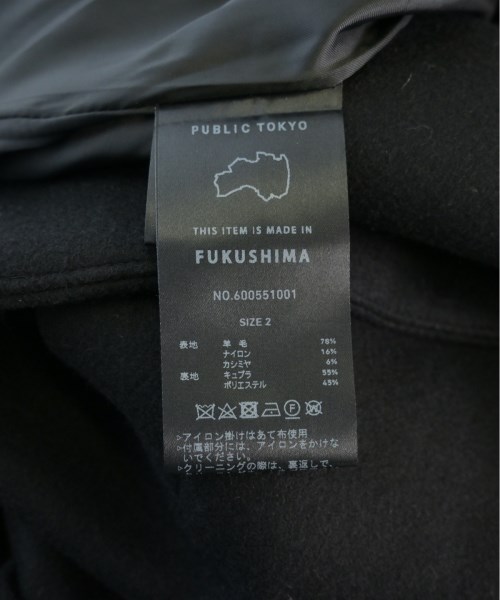 PUBLIC TOKYO
THIS ITEM IS MADE IN
FUKUSHIMA
NO.600551001
SIZE 2
表地 羊毛 78%
ナイロン 16%
カシミヤ 6%
裏地 キュプラ 55%
ポリエステル 45%
>アイロン掛けはあて布使用
>付属部分には、アイロンをかけな
いでください。
>クリーニングの際は、裏返しで、